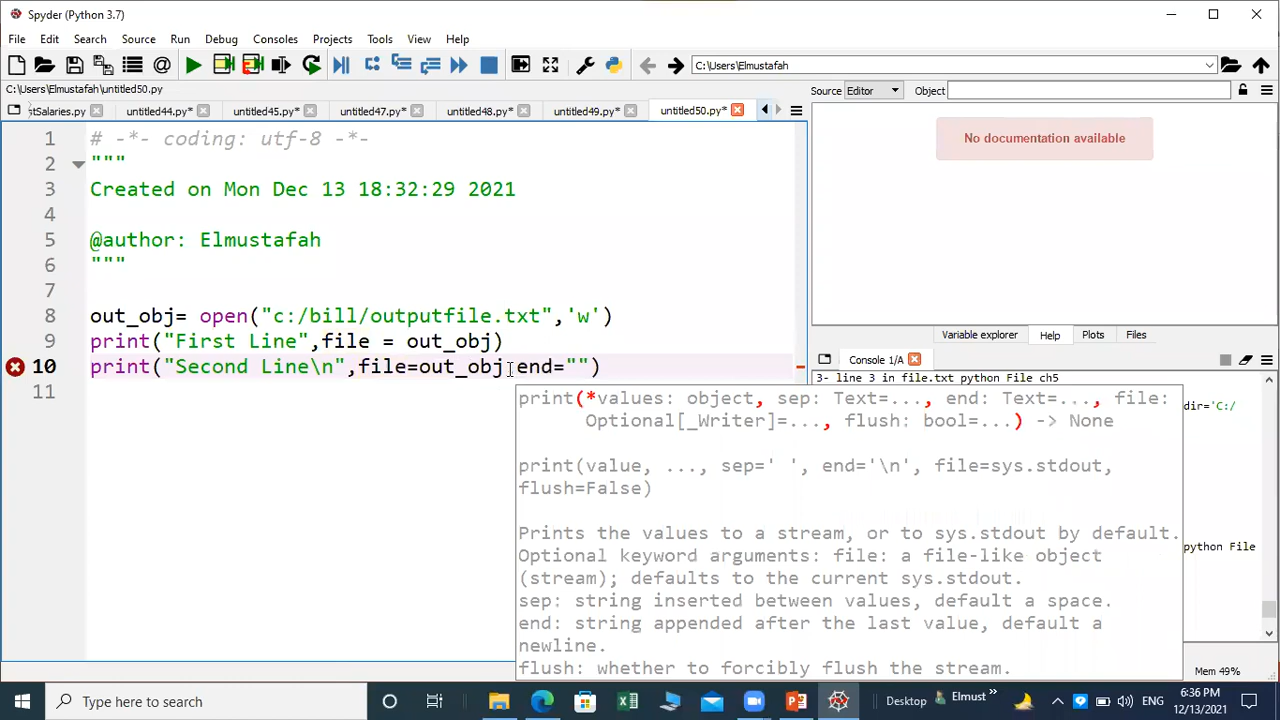 Spyder (Python 3.7)
File Edit Search Source Run Debug Consoles Projects Tools View Help
C:\Users\Elmustafah
C:\Users\Elmustafah\untitled50.py
tSalaries.py untitled44.py* untitled45.py* untitled47.py* untitled48.py* untitled49.py* untitled50.py*
Source Editor Object
No documentation available
1 # -*- coding: utf-8 -*-
2 """
3 Created on Mon Dec 13 18:32:29 2021
4
5 @author: Elmustafah
6 """
7
8 out_obj= open("c:/bill/outputfile.txt",'w')
9 print("First Line",file = out_obj)
10 print("Second Line\n",file=out_obj end="")
11
Variable explorer Help Plots Files
Console 1/A
3- line 3 in file.txt python File ch5
dir='C:/
python File
print(*values: object, sep: Text=..., end: Text=..., file:
Optional[_Writer]=..., flush: bool=...) -> None
print(value, ..., sep=' ', end='\n', file=sys.stdout,
flush=False)
Prints the values to a stream, or to sys.stdout by default.
Optional keyword arguments: file: a file-like object
(stream); defaults to the current sys.stdout.
sep: string inserted between values, default a space.
end: string appended after the last value, default a
newline.
flush: whether to forcibly flush the stream.
Mem 49%
Type here to search
Desktop Elmust ENG
6:36 PM
12/13/2021